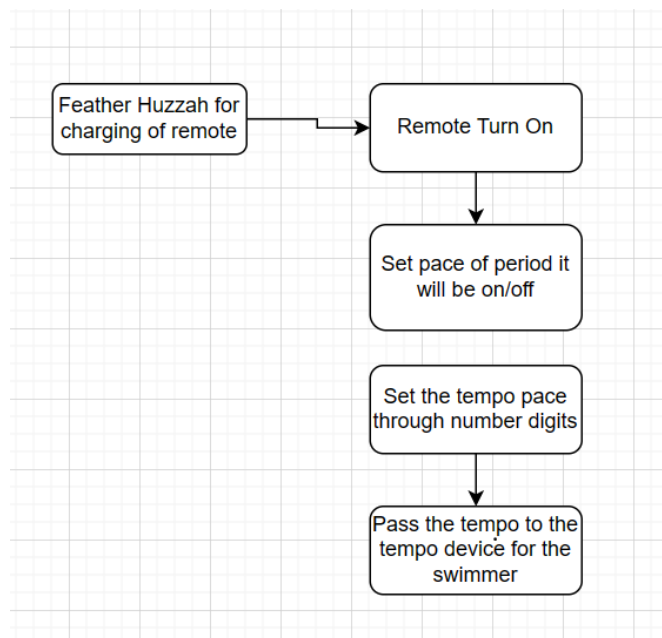 Feather Huzzah for
charging of remote
Remote Turn On
Set pace of period it
will be on/off
Set the tempo pace
through number digits
Pass the tempo to the
tempo device for the
swimmer